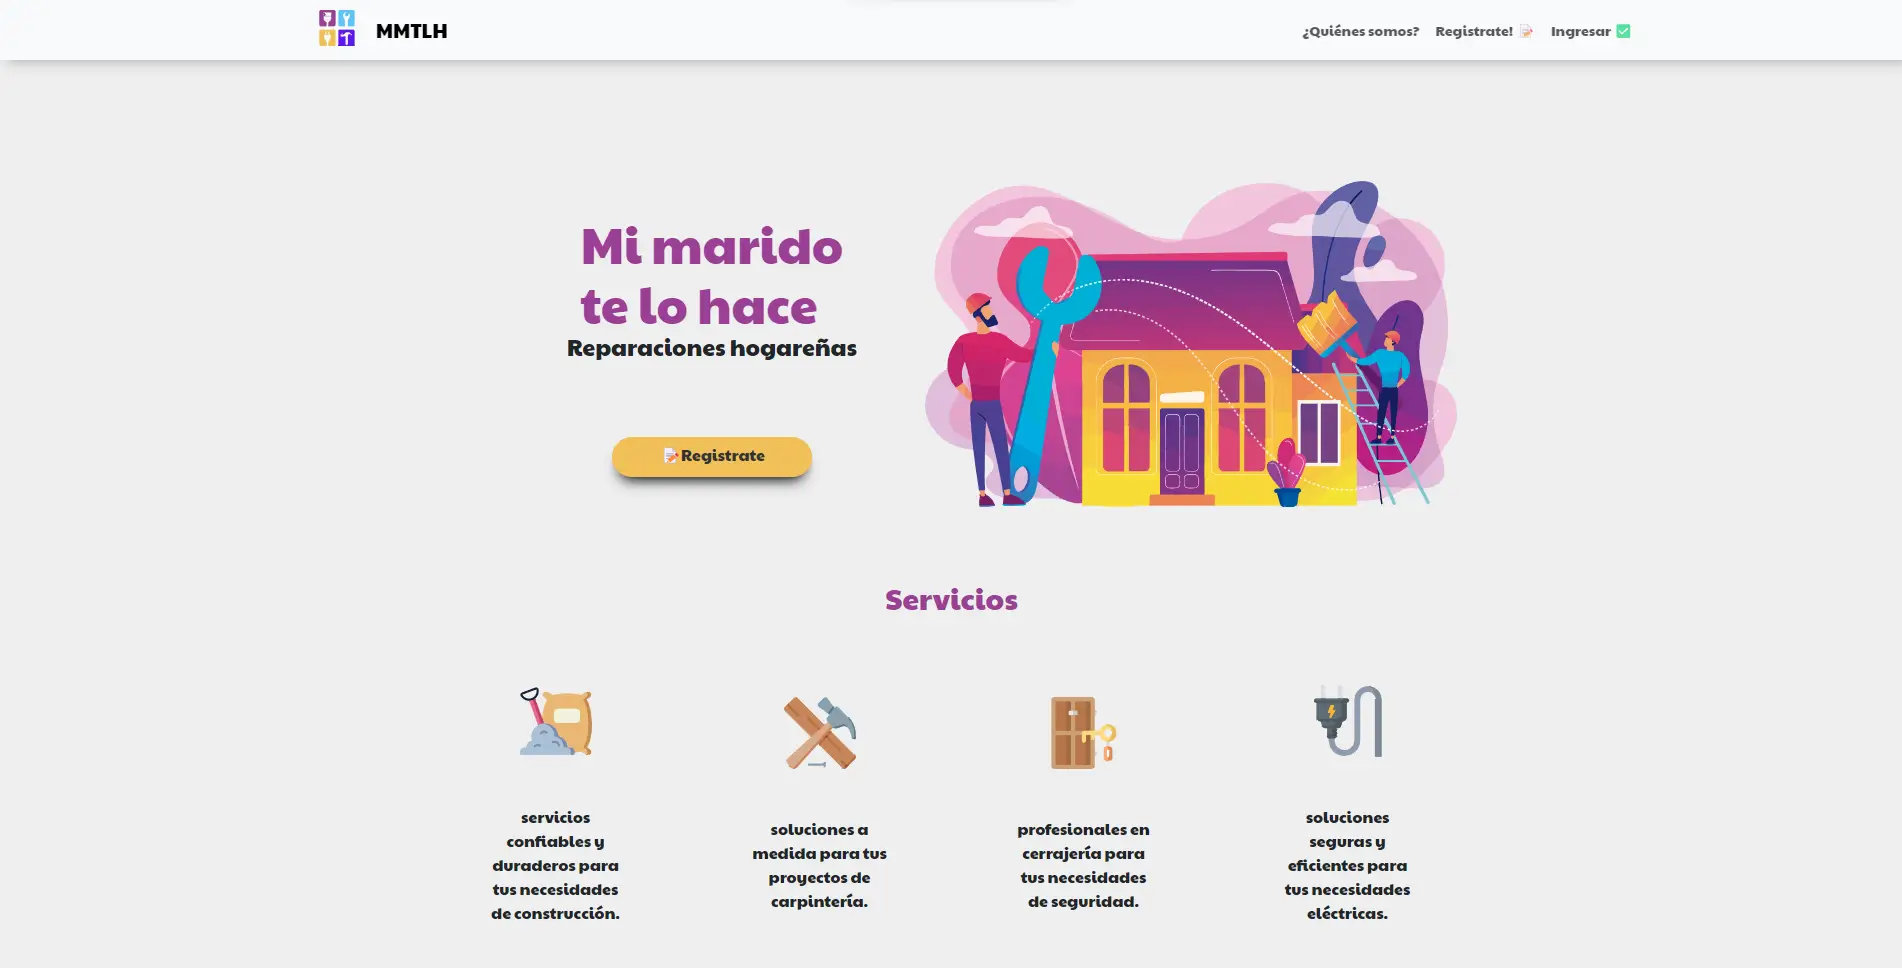 MMTLH
¿Quiénes somos?
Registrate!
Ingresar
Mi marido
te lo hace
Reparaciones hogareñas
Registrate
Servicios
servicios
confiables y
duraderos para
tus necesidades
de construcción.
soluciones a
medida para tus
proyectos de
carpintería.
profesionales en
cerrajería para
tus necesidades
de seguridad.
soluciones
seguras y
eficientes para
tus necesidades
eléctricas.